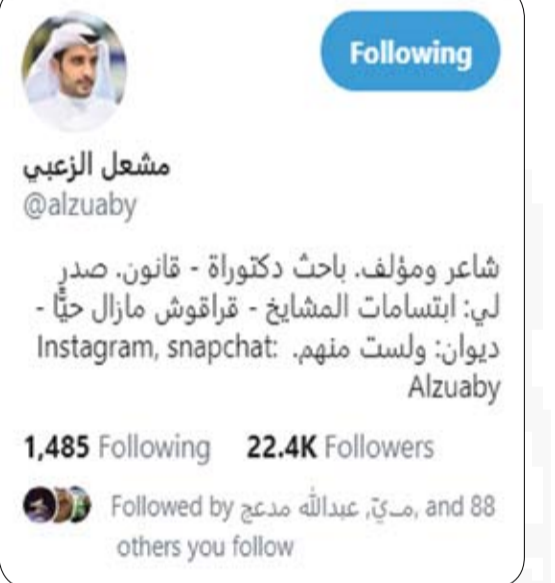 Following
مشعل الزعبي
@alzuaby
شاعر ومؤلف. باحث دكتوراة - قانون. صدر
لي: ابتسامات المشايخ - قراقوش مازال حيًّا -
ديوان: ولست منهم. Instagram, snapchat:
Alzuaby
1,485 Following 22.4K Followers
Followed by مــيّ, عبدالله مدعج, and 88
others you follow